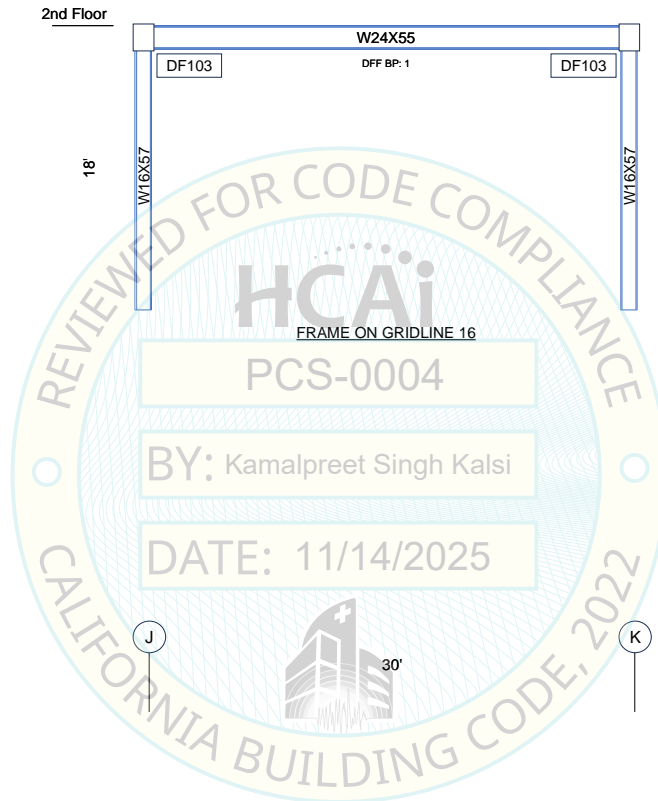 2nd Floor
W24X55
DF103
DFF BP: 1
DF103
18'
W16X57
W16X57
REVIEWED FOR CODE COMPLIANCE
HCAi
FRAME ON GRIDLINE 16
PCS-0004
BY: Kamalpreet Singh Kalsi
DATE: 11/14/2025
J
K
30'
CALIFORNIA BUILDING CODE, 2022